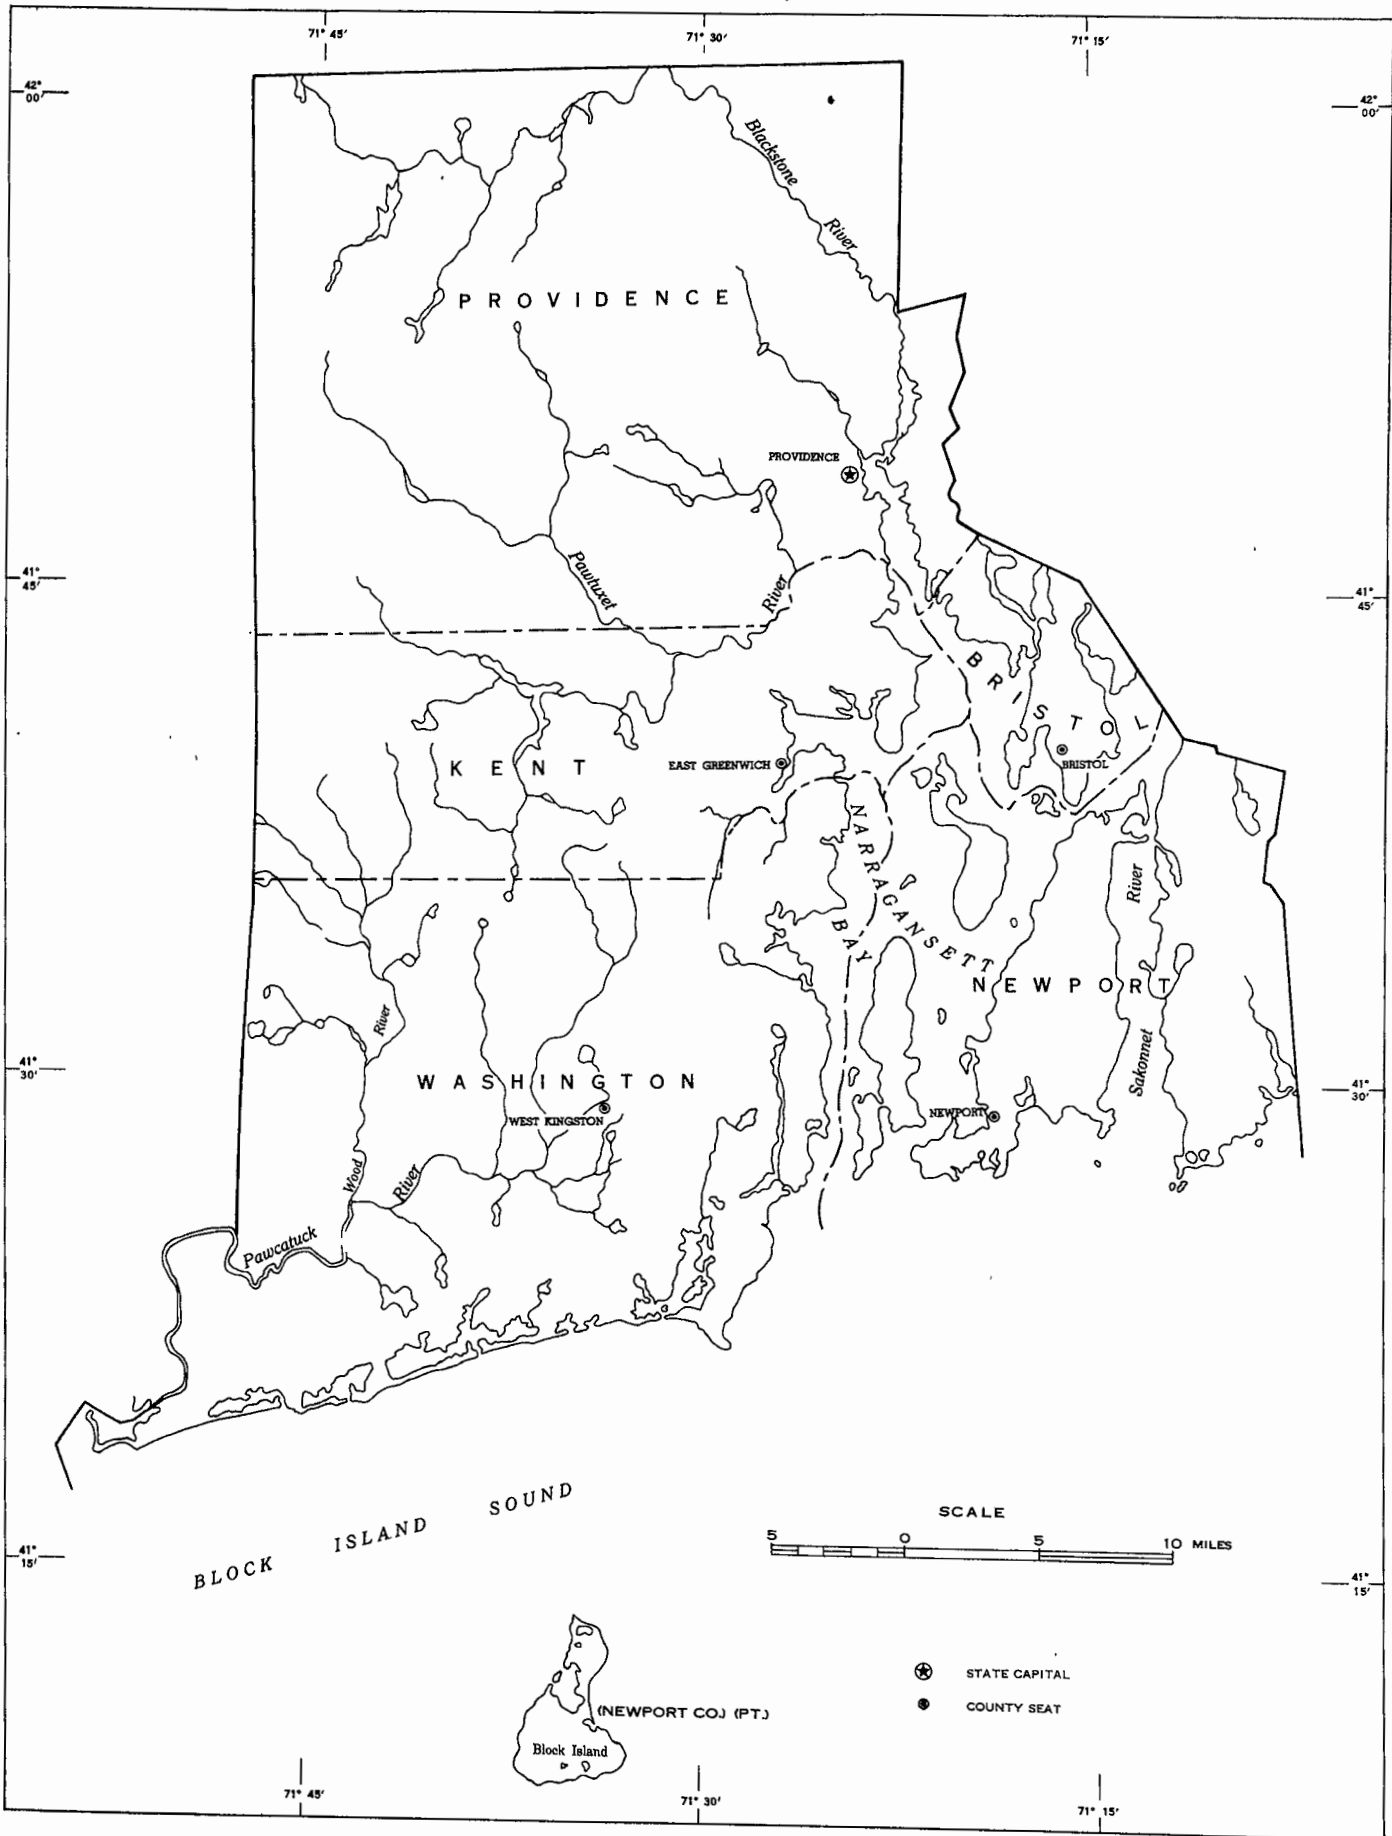 71° 45'
71° 30'
71° 15'
42° 00'
42° 00'
Blackstone River
PROVIDENCE
PROVIDENCE
41° 45'
41° 45'
Pawtuxet River
BRISTOL
BRISTOL
KENT
EAST GREENWICH
NARRAGANSETT
BAY
River
Sakonnet
NEWPORT
NEWPORT
River
Wood
41° 30'
41° 30'
WASHINGTON
WEST KINGSTON
River
Pawcatuck
BLOCK ISLAND SOUND
SCALE
5 0 5 10 MILES
41° 15'
41° 15'
STATE CAPITAL
COUNTY SEAT
(NEWPORT CO.) (PT.)
Block Island
71° 45'
71° 30'
71° 15'